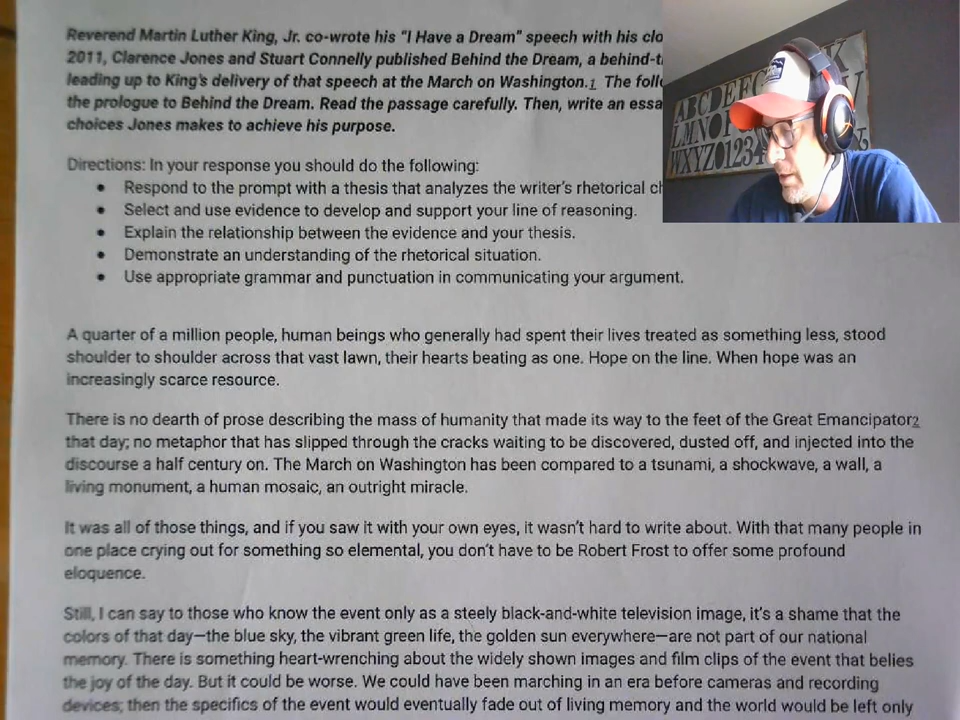 Reverend Martin Luther King, Jr. co-wrote his "I Have a Dream" speech with his clo
2011, Clarence Jones and Stuart Connelly published Behind the Dream, a behind-t
leading up to King's delivery of that speech at the March on Washington.1 The foll
the prologue to Behind the Dream. Read the passage carefully. Then, write an essa
choices Jones makes to achieve his purpose.
Directions: In your response you should do the following:
• Respond to the prompt with a thesis that analyzes the writer's rhetorical ch
• Select and use evidence to develop and support your line of reasoning.
• Explain the relationship between the evidence and your thesis.
• Demonstrate an understanding of the rhetorical situation.
• Use appropriate grammar and punctuation in communicating your argument.
A quarter of a million people, human beings who generally had spent their lives treated as something less, stood
shoulder to shoulder across that vast lawn, their hearts beating as one. Hope on the line. When hope was an
increasingly scarce resource.
There is no dearth of prose describing the mass of humanity that made its way to the feet of the Great Emancipator2
that day; no metaphor that has slipped through the cracks waiting to be discovered, dusted off, and injected into the
discourse a half century on. The March on Washington has been compared to a tsunami, a shockwave, a wall, a
living monument, a human mosaic, an outright miracle.
It was all of those things, and if you saw it with your own eyes, it wasn't hard to write about. With that many people in
one place crying out for something so elemental, you don't have to be Robert Frost to offer some profound
eloquence.
Still, I can say to those who know the event only as a steely black-and-white television image, it's a shame that the
colors of that day—the blue sky, the vibrant green life, the golden sun everywhere—are not part of our national
memory. There is something heart-wrenching about the widely shown images and film clips of the event that belies
the joy of the day. But it could be worse. We could have been marching in an era before cameras and recording
devices; then the specifics of the event would eventually fade out of living memory and the world would be left only
ABCDEFG K
LMNO
WXYZ01234